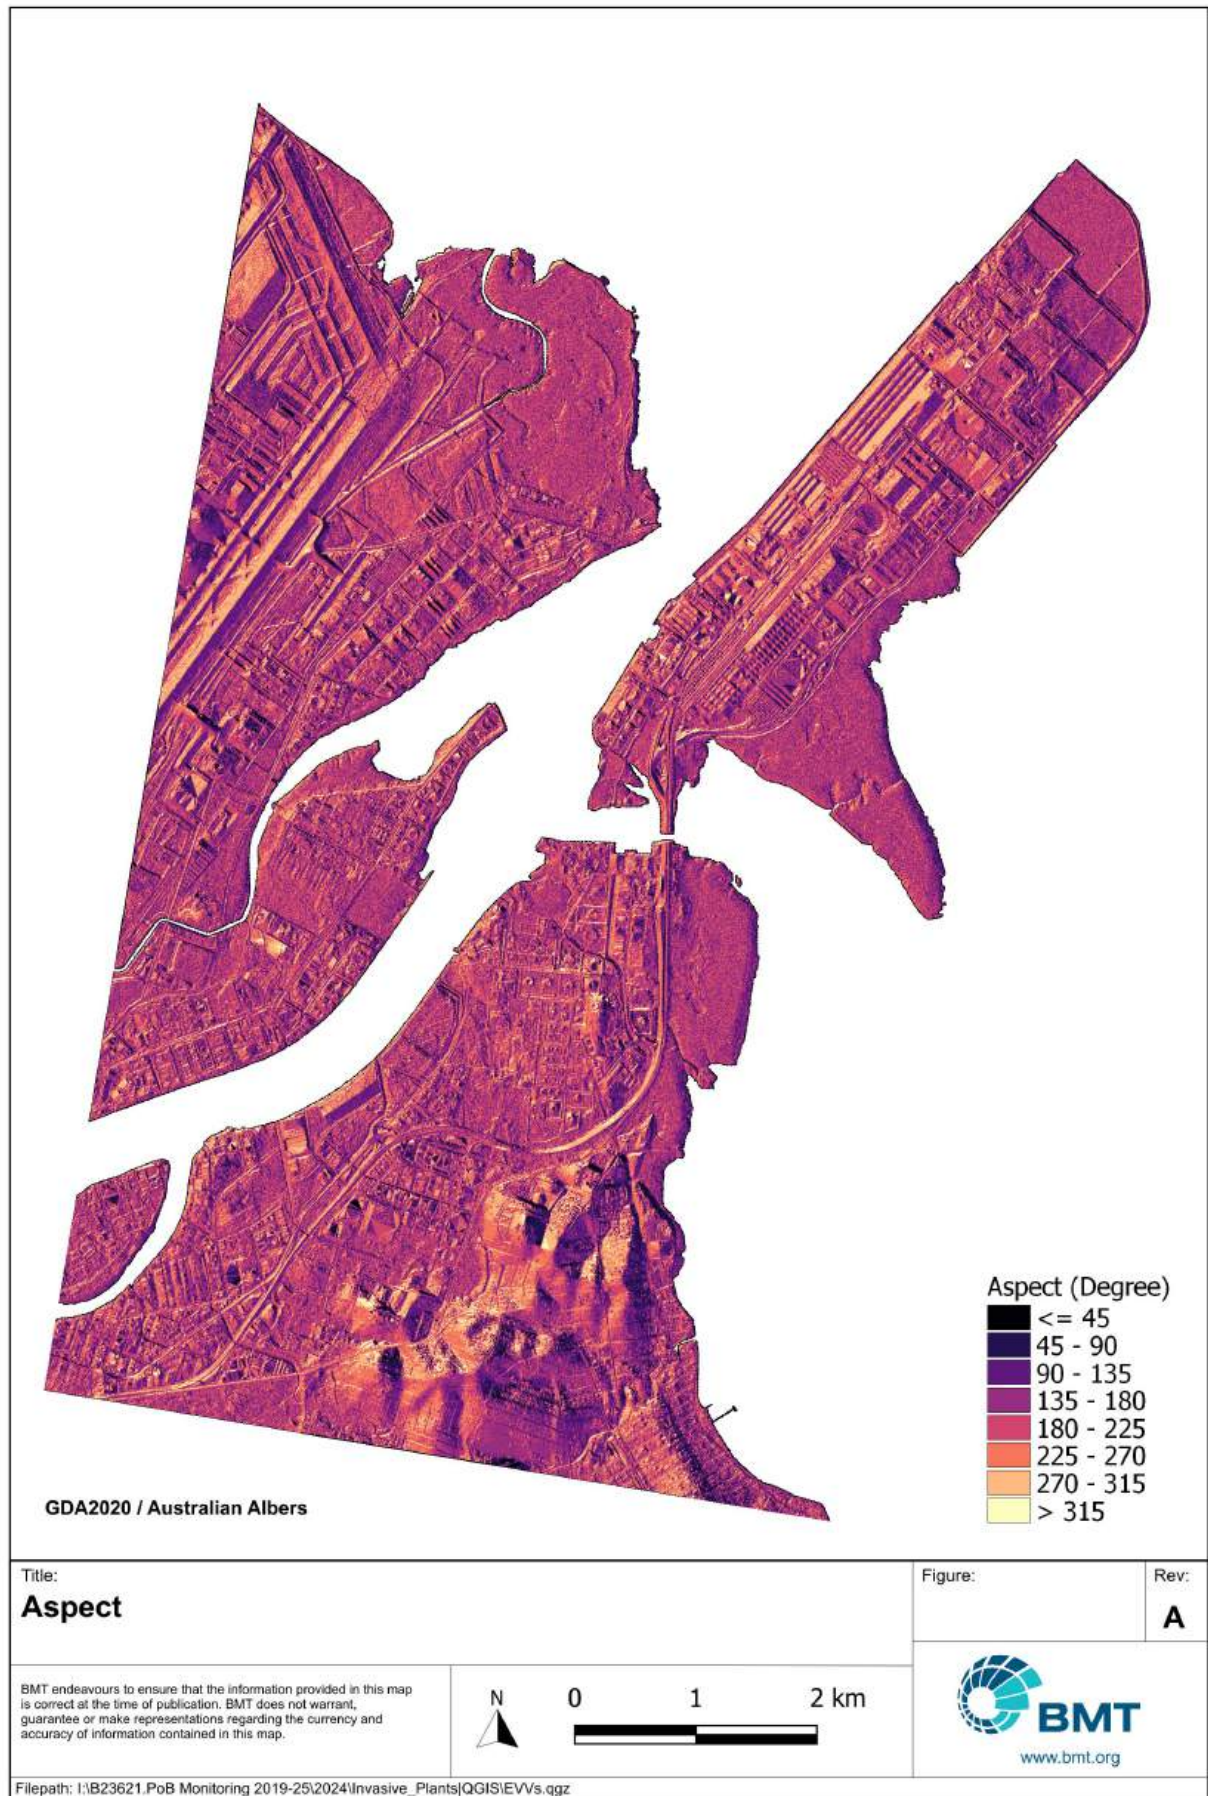 Aspect (Degree)
<= 45
45 - 90
90 - 135
135 - 180
180 - 225
225 - 270
270 - 315
> 315
GDA2020 / Australian Albers
Title:
Aspect
Figure:
Rev:
A
BMT endeavours to ensure that the information provided in this map
is correct at the time of publication. BMT does not warrant,
guarantee or make representations regarding the currency and
accuracy of information contained in this map.
N
0 1 2 km
BMT
www.bmt.org
Filepath: I:\B23621.PoB Monitoring 2019-25\2024\Invasive_Plants|QGIS\EVVs.qgz